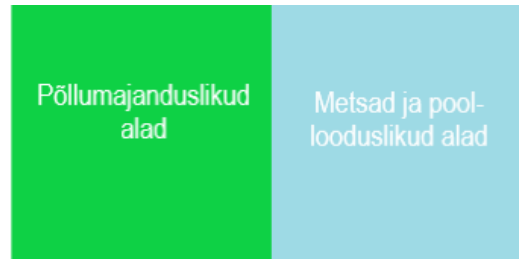 Põllumajanduslikud
alad
Metsad ja pool-
looduslikud alad